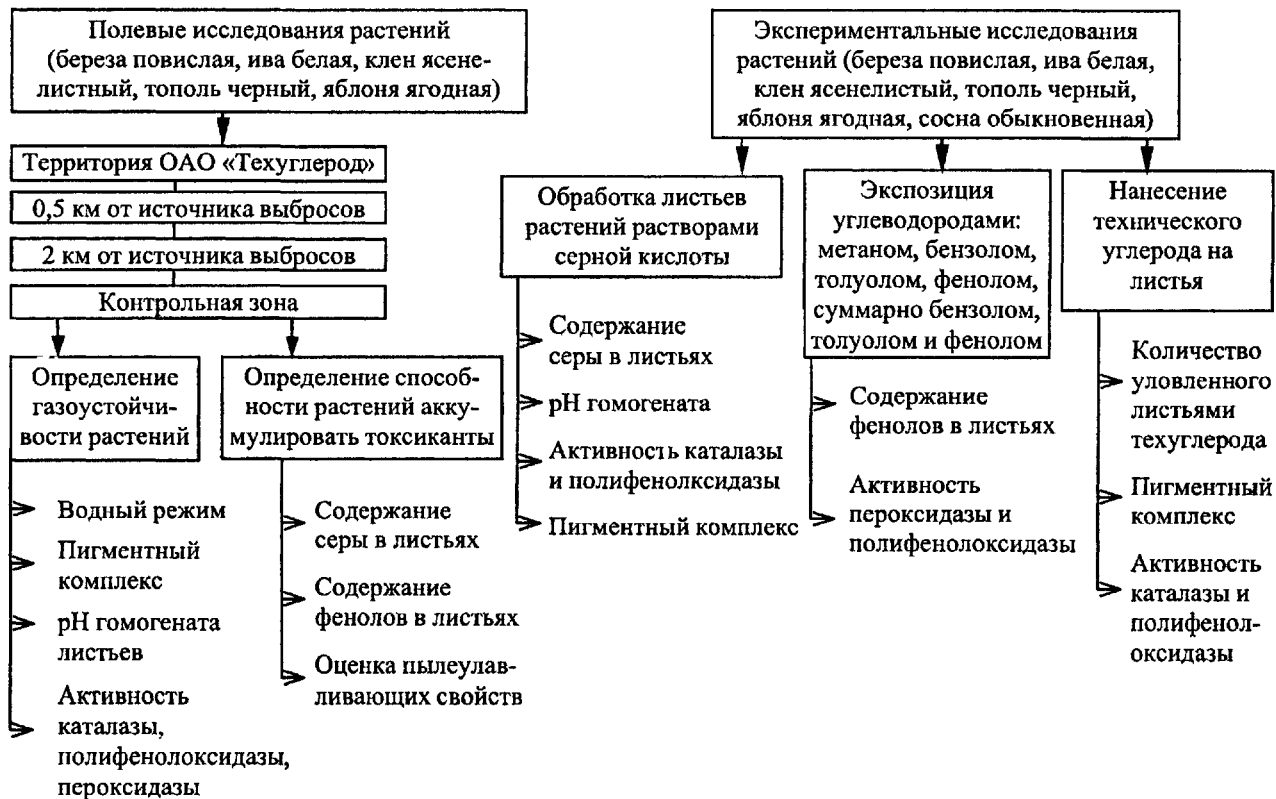 Полевые исследования растений
(береза повислая, ива белая, клен ясене-
листный, тополь черный, яблоня ягодная)
Территория ОАО «Техуглерод»
0,5 км от источника выбросов
2 км от источника выбросов
Контрольная зона
Определение
газоустойчи-
вости растений
Водный режим
Пигментный
комплекс
pH гомогената
листьев
Активность
каталазы,
полифенолоксидазы,
пероксидазы
Определение способ-
ности растений акку-
мулировать токсиканты
Содержание
серы в листьях
Содержание
фенолов в листьях
Оценка пылеулав-
ливающих свойств
Экспериментальные исследования
растений (береза повислая, ива белая,
клен ясенелистый, тополь черный,
яблоня ягодная, сосна обыкновенная)
Обработка листьев
растений растворами
серной кислоты
Содержание
серы в листьях
pH гомогената
Активность каталазы
и полифенолксидазы
Пигментный комплекс
Экспозиция
углеводородами:
метаном, бензолом,
толуолом, фенолом,
суммарно бензолом,
толуолом и фенолом
Содержание
фенолов в листьях
Активность
пероксидазы и
полифенолоксидазы
Нанесение
технического
углерода на
листья
Количество
уловленного
листьями
техуглерода
Пигментный
комплекс
Активность
каталазы и
полифенол-
оксидазы